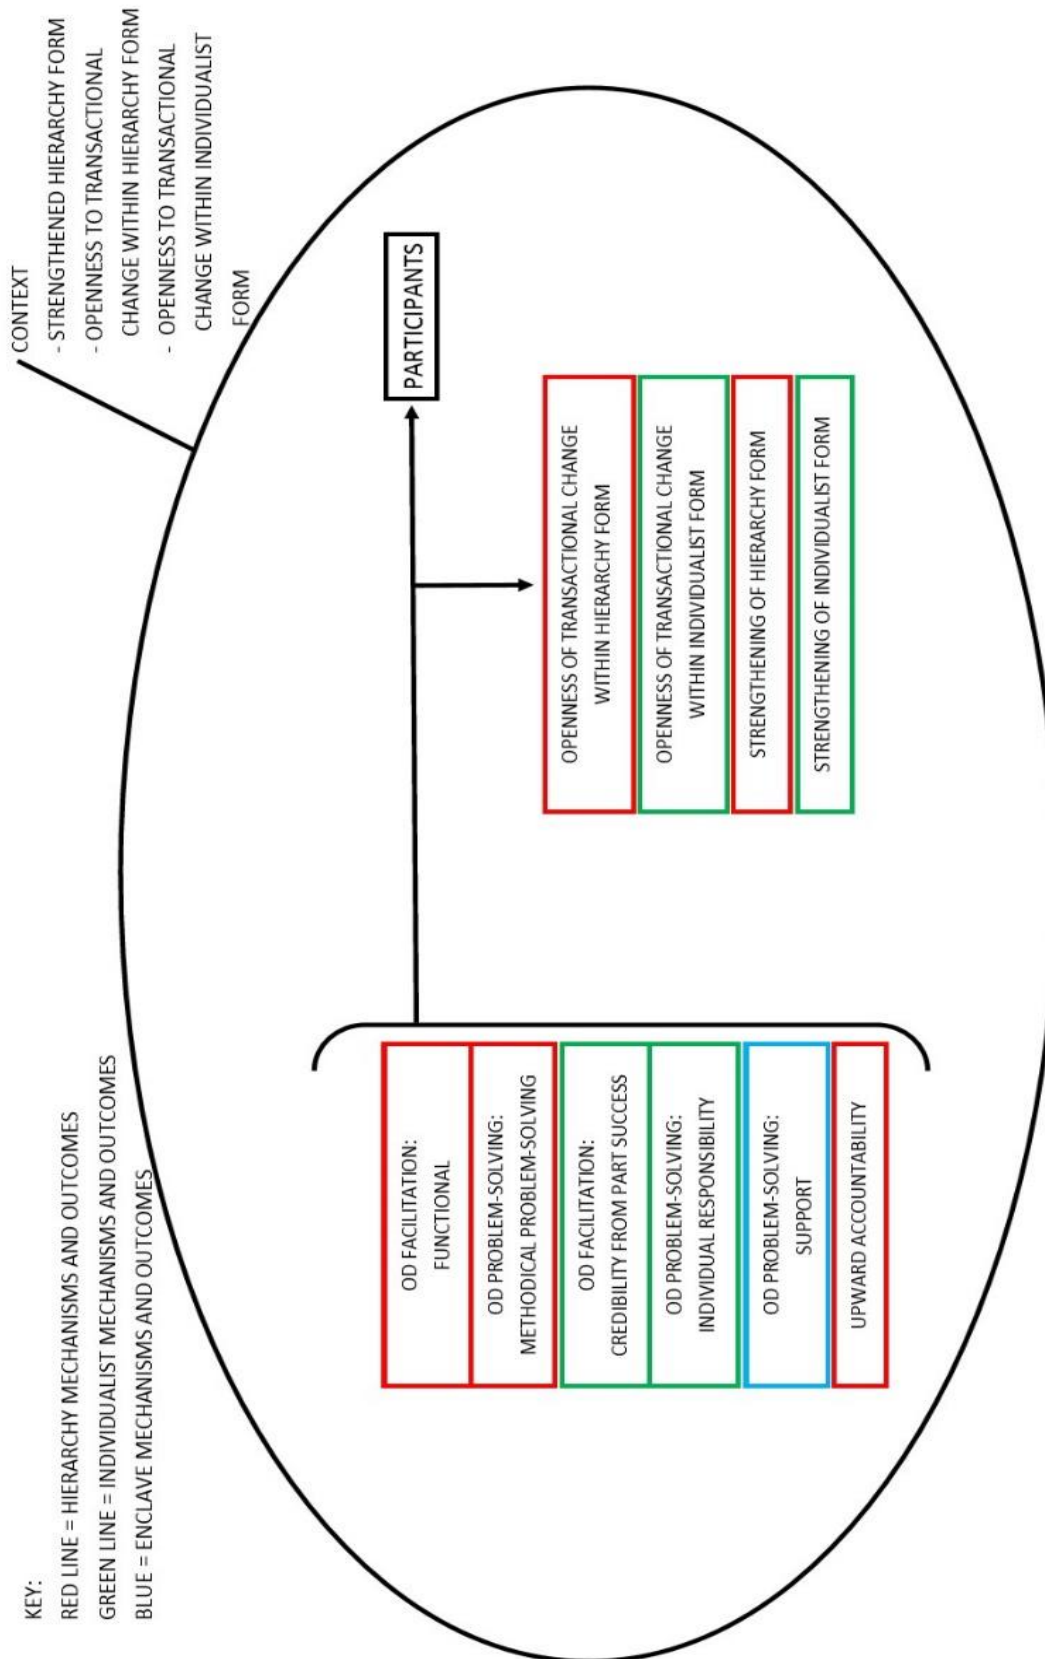 KEY:
RED LINE = HIERARCHY MECHANISMS AND OUTCOMES
GREEN LINE = INDIVIDUALIST MECHANISMS AND OUTCOMES
BLUE = ENCLAVE MECHANISMS AND OUTCOMES
CONTEXT
- STRENGTHENED HIERARCHY FORM
- OPENNESS TO TRANSACTIONAL
CHANGE WITHIN HIERARCHY FORM
- OPENNESS TO TRANSACTIONAL
CHANGE WITHIN INDIVIDUALIST
FORM
OD FACILITATION:
FUNCTIONAL
OD PROBLEM-SOLVING:
METHODICAL PROBLEM-SOLVING
OD FACILITATION:
CREDIBILITY FROM PART SUCCESS
OD PROBLEM-SOLVING:
INDIVIDUAL RESPONSIBILITY
OD PROBLEM-SOLVING:
SUPPORT
UPWARD ACCOUNTABILITY
PARTICIPANTS
OPENNESS OF TRANSACTIONAL CHANGE
WITHIN HIERARCHY FORM
OPENNESS OF TRANSACTIONAL CHANGE
WITHIN INDIVIDUALIST FORM
STRENGTHENING OF HIERARCHY FORM
STRENGTHENING OF INDIVIDUALIST FORM